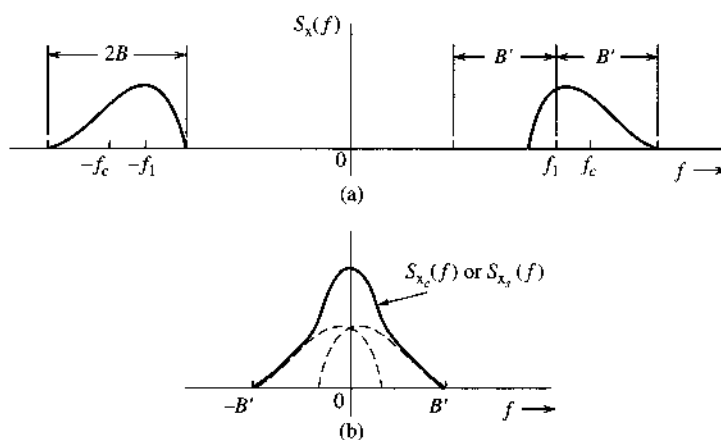 S_x(f)
2B
B′
B′
−f_c
−f_1
0
f_1
f_c
f
(a)
S_{x_c}(f) or S_{x_s}(f)
−B′
0
B′
f
(b)